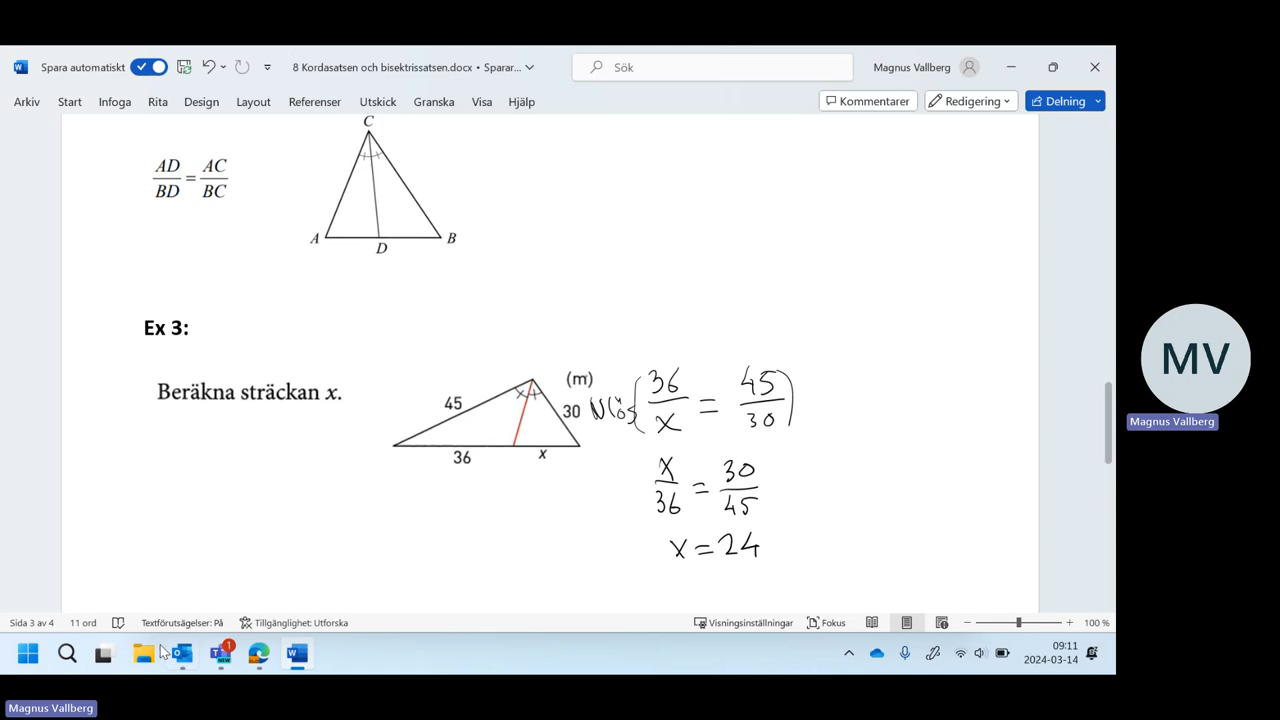 Spara automatiskt
8 Kordasatsen och bisektrissatsen.docx • Sparar...
Sök
Magnus Vallberg
Arkiv Start Infoga Rita Design Layout Referenser Utskick Granska Visa Hjälp
Kommentarer Redigering Delning
C
AD/BD = AC/BC
A D B
Ex 3:
Beräkna sträckan x.
(m)
45
30
36
x
Nlös(36/x = 45/30)
x/36 = 30/45
x = 24
MV
Magnus Vallberg
Sida 3 av 4 11 ord Textförutsägelser: På Tillgänglighet: Utforska Visningsinställningar Fokus 100 %
1
NEW
09:11
2024-03-14
Magnus Vallberg